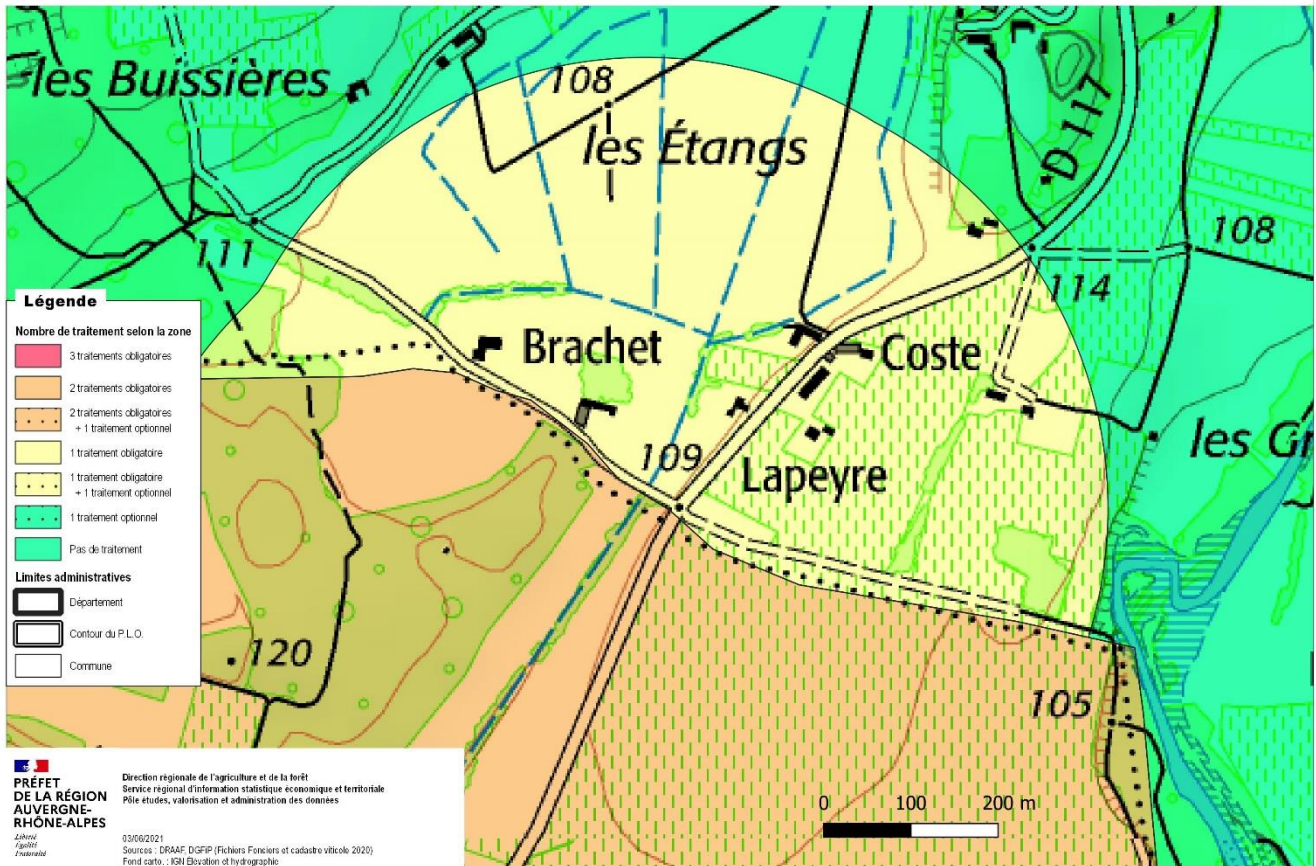 les Buissières
108
les Étangs
D 117
111
108
114
Brachet
Coste
109
Lapeyre
les Gr
120
105
Légende
Nombre de traitement selon la zone
3 traitements obligatoires
2 traitements obligatoires
2 traitements obligatoires
+ 1 traitement optionnel
1 traitement obligatoire
1 traitement obligatoire
+ 1 traitement optionnel
1 traitement optionnel
Pas de traitement
Limites administratives
Département
Contour du P.L.O.
Commune
PRÉFET
DE LA RÉGION
AUVERGNE-
RHÔNE-ALPES
Liberté
Égalité
Fraternité
Direction régionale de l'agriculture et de la forêt
Service régional d'information statistique économique et territoriale
Pôle études, valorisation et administration des données
03/06/2021
Sources : DRAAF, DGFiP (Fichiers Fonciers et cadastre viticole 2020)
Fond carto. : IGN Élévation et hydrographie
0 100 200 m